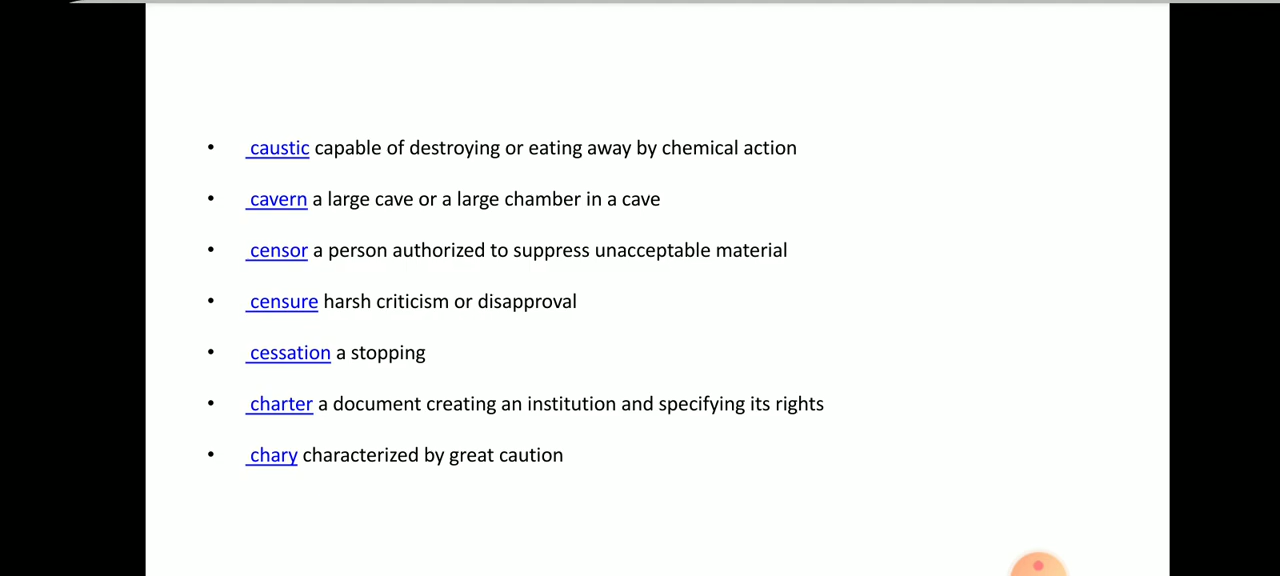 • caustic capable of destroying or eating away by chemical action
• cavern a large cave or a large chamber in a cave
• censor a person authorized to suppress unacceptable material
• censure harsh criticism or disapproval
• cessation a stopping
• charter a document creating an institution and specifying its rights
• chary characterized by great caution